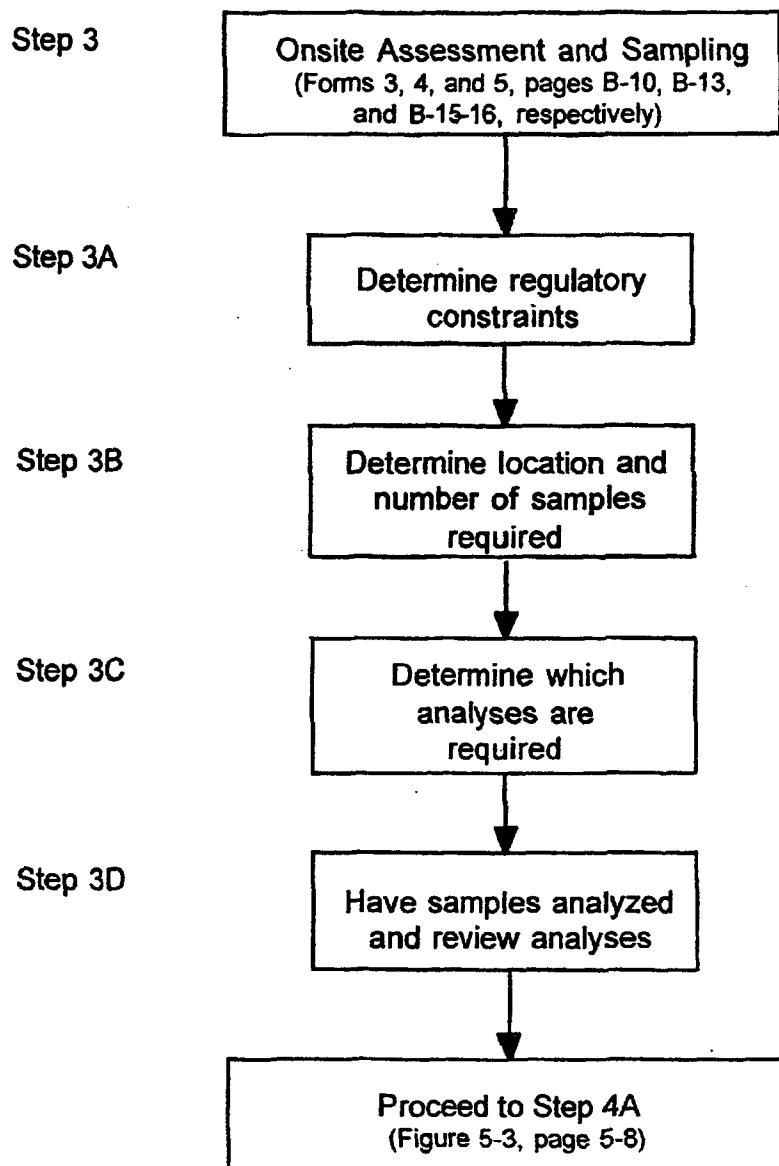 Step 3
Onsite Assessment and Sampling
(Forms 3, 4, and 5, pages B-10, B-13,
and B-15-16, respectively)
Step 3A
Determine regulatory
constraints
Step 3B
Determine location and
number of samples
required
Step 3C
Determine which
analyses are
required
Step 3D
Have samples analyzed
and review analyses
Proceed to Step 4A
(Figure 5-3, page 5-8)